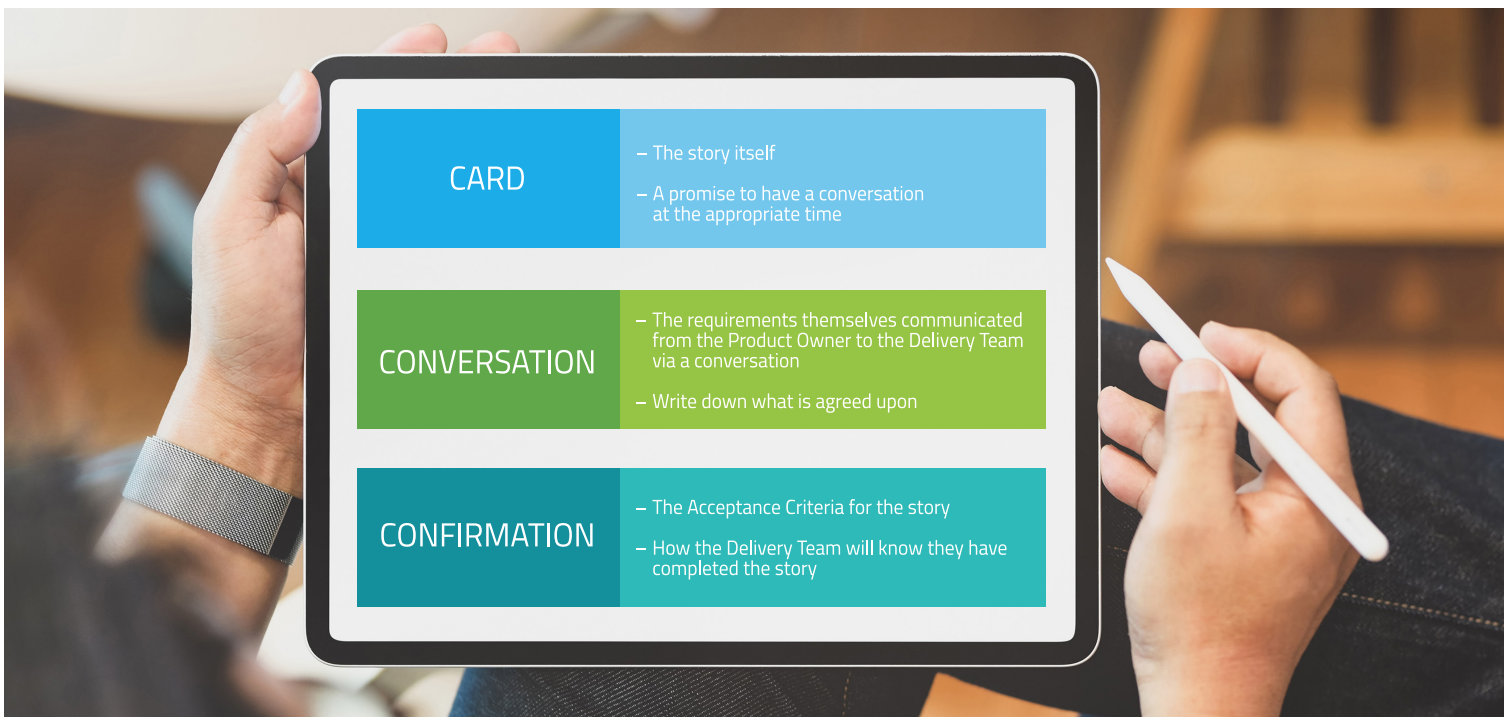 CARD
– The story itself
– A promise to have a conversation
at the appropriate time
CONVERSATION
– The requirements themselves communicated
from the Product Owner to the Delivery Team
via a conversation
– Write down what is agreed upon
CONFIRMATION
– The Acceptance Criteria for the story
– How the Delivery Team will know they have
completed the story